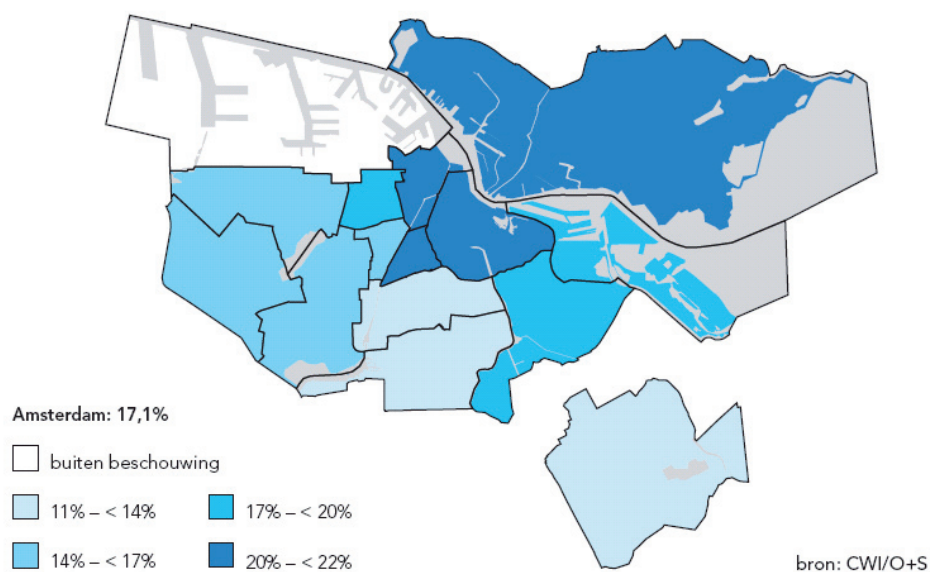 Amsterdam: 17,1%
buiten beschouwing
11% – < 14%
17% – < 20%
14% – < 17%
20% – < 22%
bron: CWI/O+S